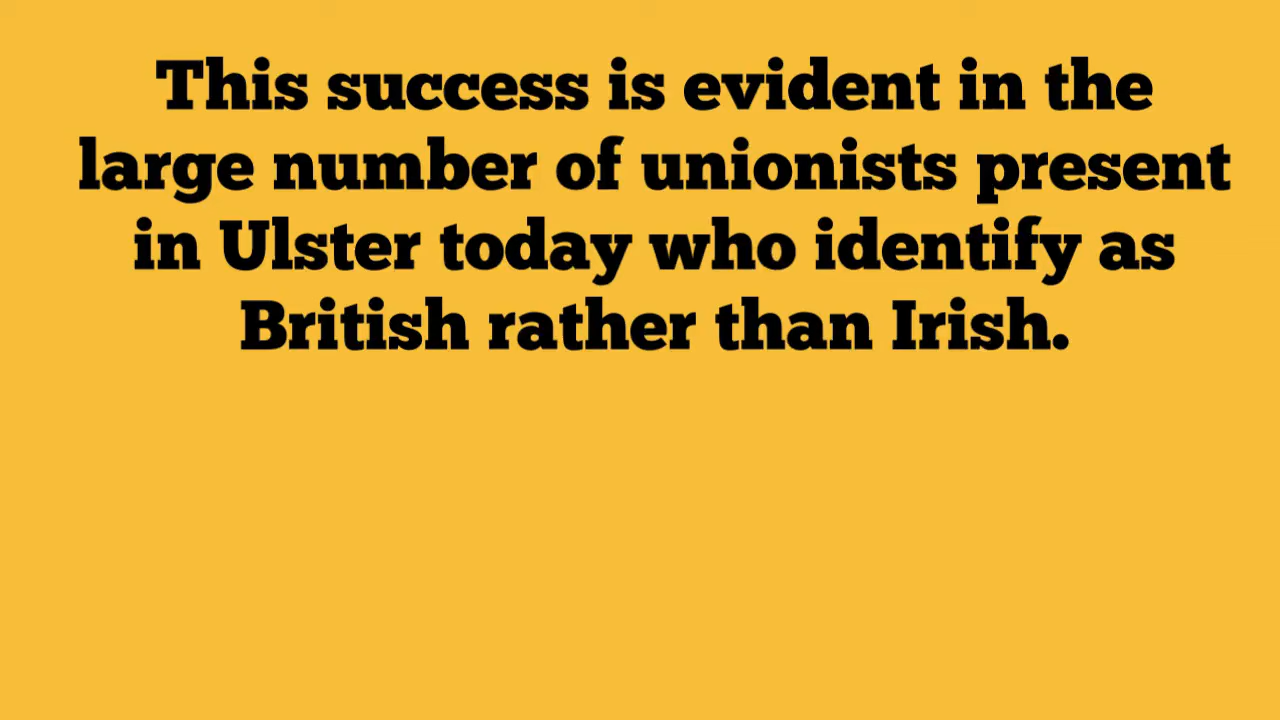 This success is evident in the
large number of unionists present
in Ulster today who identify as
British rather than Irish.